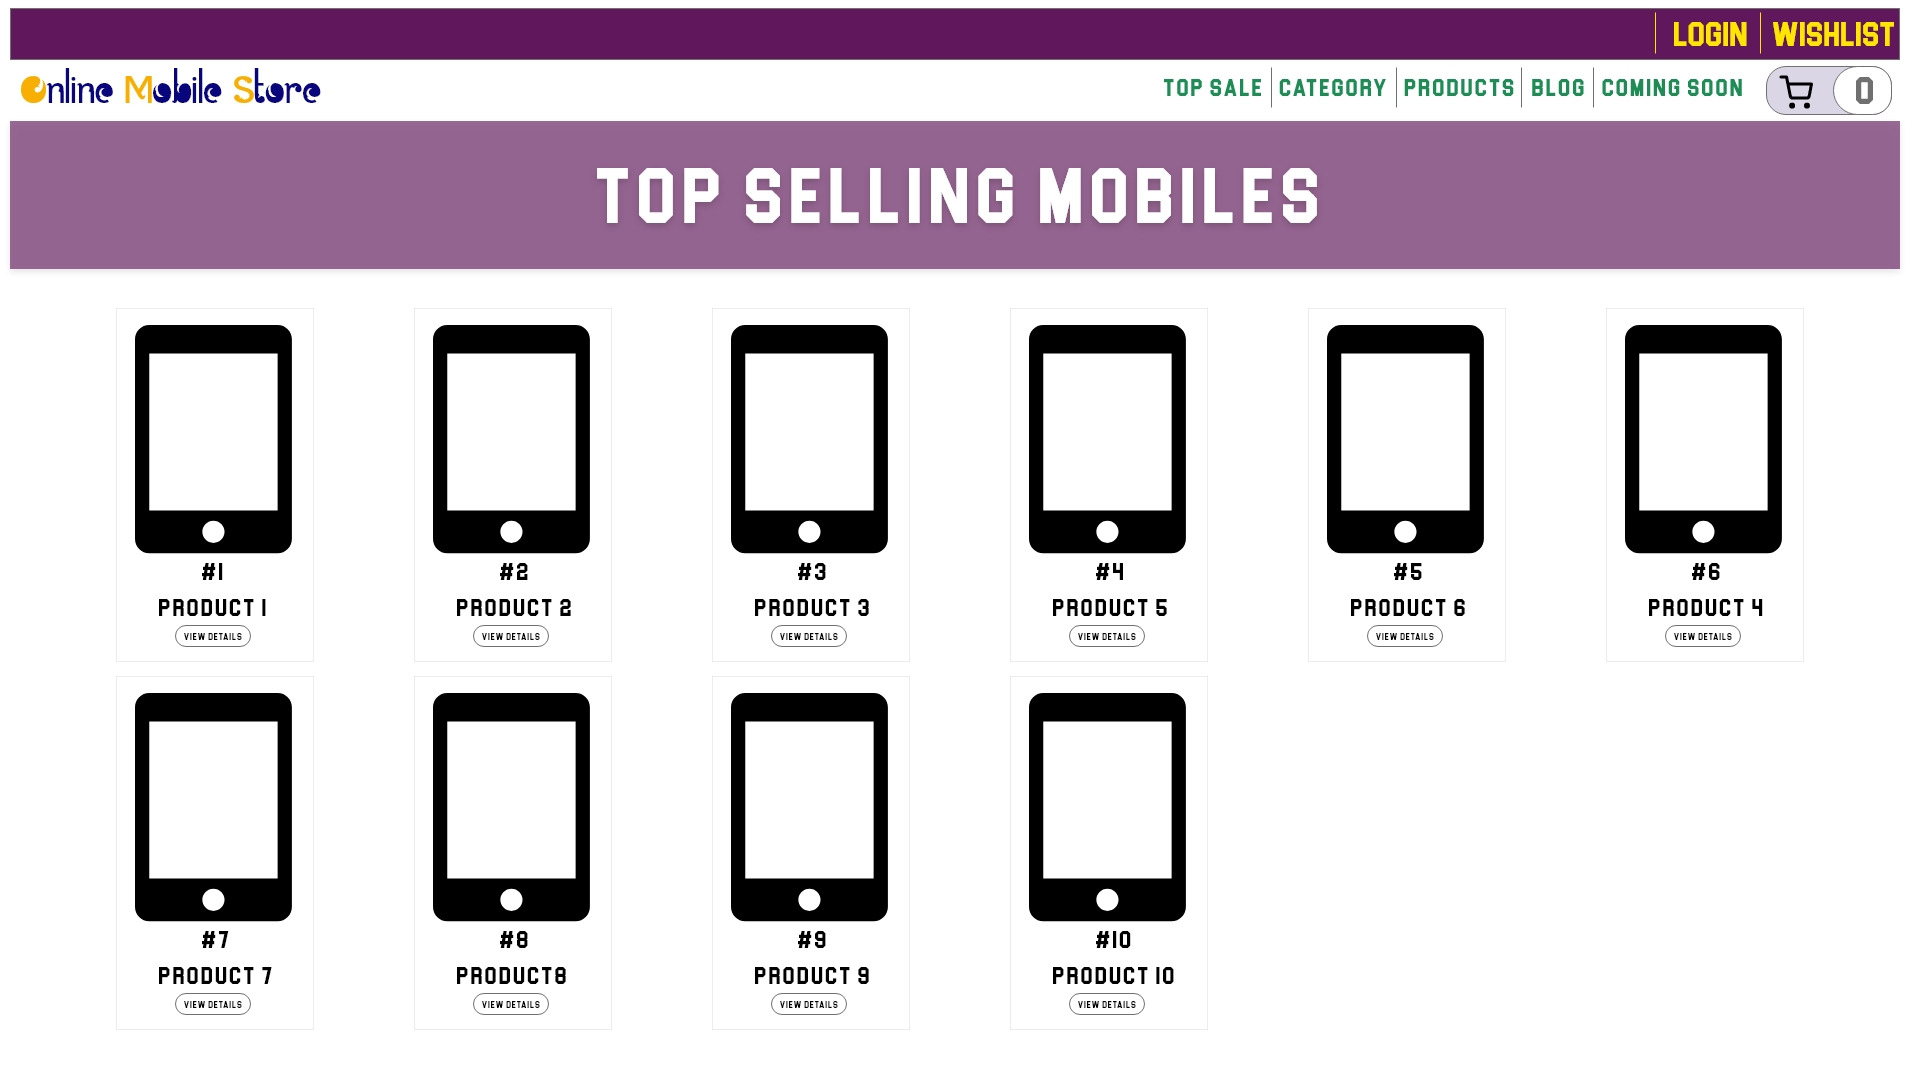 LOGIN WISHLIST
Online Mobile Store TOP SALE CATEGORY PRODUCTS BLOG COMING SOON 0
TOP SELLING MOBILES
#1 #2 #3 #4 #5 #6
PRODUCT 1 PRODUCT 2 PRODUCT 3 PRODUCT 5 PRODUCT 6 PRODUCT 4
VIEW DETAILS VIEW DETAILS VIEW DETAILS VIEW DETAILS VIEW DETAILS VIEW DETAILS
#7 #8 #9 #10
PRODUCT 7 PRODUCT8 PRODUCT 9 PRODUCT 10
VIEW DETAILS VIEW DETAILS VIEW DETAILS VIEW DETAILS